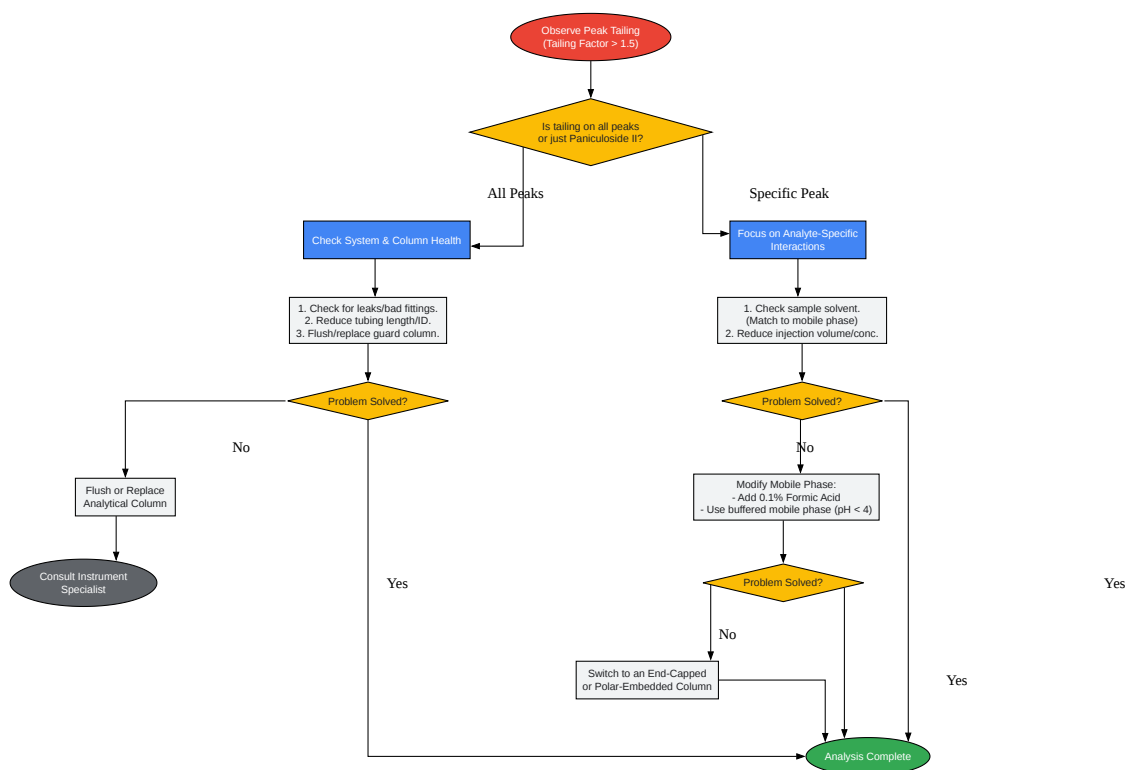 Observe Peak Tailing
(Tailing Factor > 1.5)
Is tailing on all peaks
or just Paniculoside II?
All Peaks
Specific Peak
Check System & Column Health
Focus on Analyte-Specific
Interactions
1. Check for leaks/bad fittings.
2. Reduce tubing length/ID.
3. Flush/replace guard column.
1. Check sample solvent.
(Match to mobile phase)
2. Reduce injection volume/conc.
Problem Solved?
Problem Solved?
No
No
Flush or Replace
Analytical Column
Modify Mobile Phase:
- Add 0.1% Formic Acid
- Use buffered mobile phase (pH < 4)
Consult Instrument
Specialist
Yes
Problem Solved?
Yes
No
Switch to an End-Capped
or Polar-Embedded Column
Yes
Analysis Complete